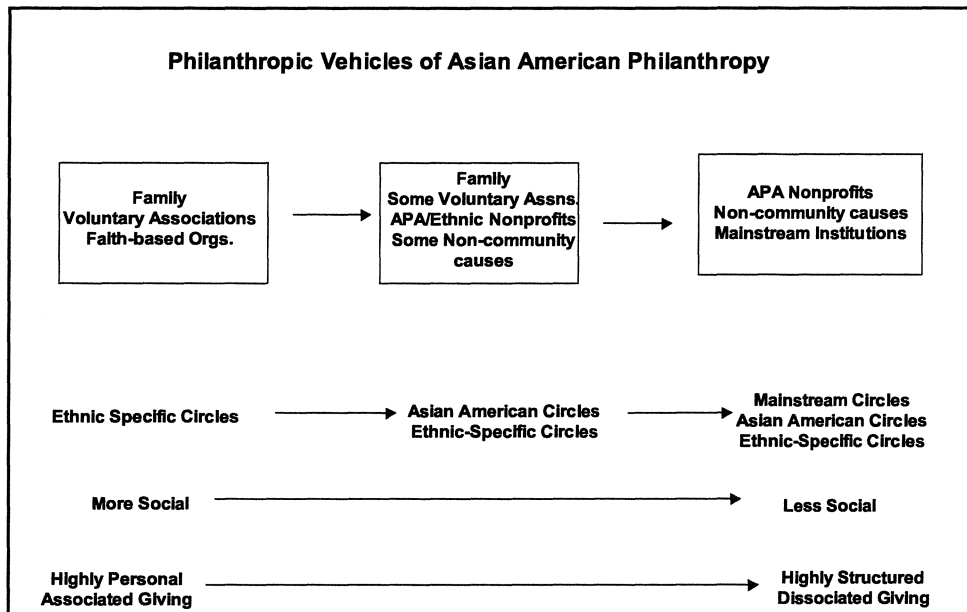 Philanthropic Vehicles of Asian American Philanthropy
Family
Voluntary Associations
Faith-based Orgs.
Family
Some Voluntary Assns.
APA/Ethnic Nonprofits
Some Non-community
causes
APA Nonprofits
Non-community causes
Mainstream Institutions
Ethnic Specific Circles
Asian American Circles
Ethnic-Specific Circles
Mainstream Circles
Asian American Circles
Ethnic-Specific Circles
More Social
Less Social
Highly Personal
Associated Giving
Highly Structured
Dissociated Giving